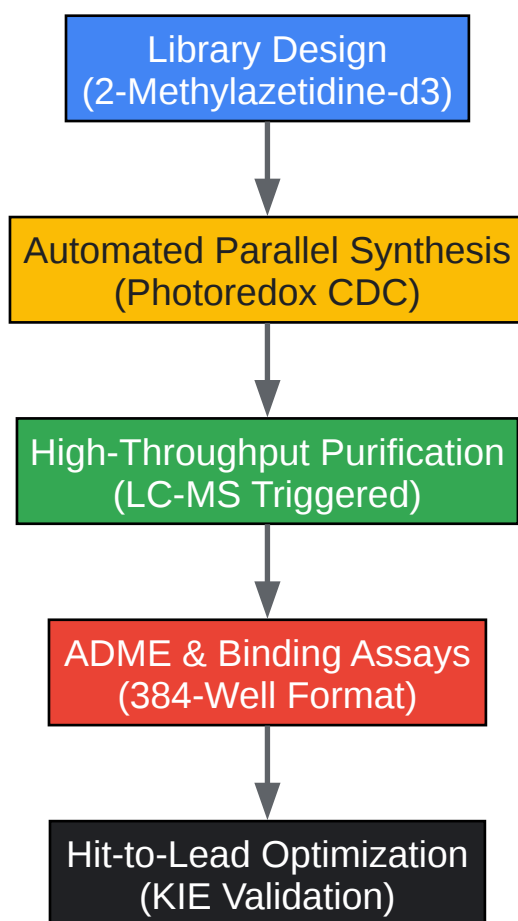 Library Design
(2-Methylazetidine-d3)
Automated Parallel Synthesis
(Photoredox CDC)
High-Throughput Purification
(LC-MS Triggered)
ADME & Binding Assays
(384-Well Format)
Hit-to-Lead Optimization
(KIE Validation)